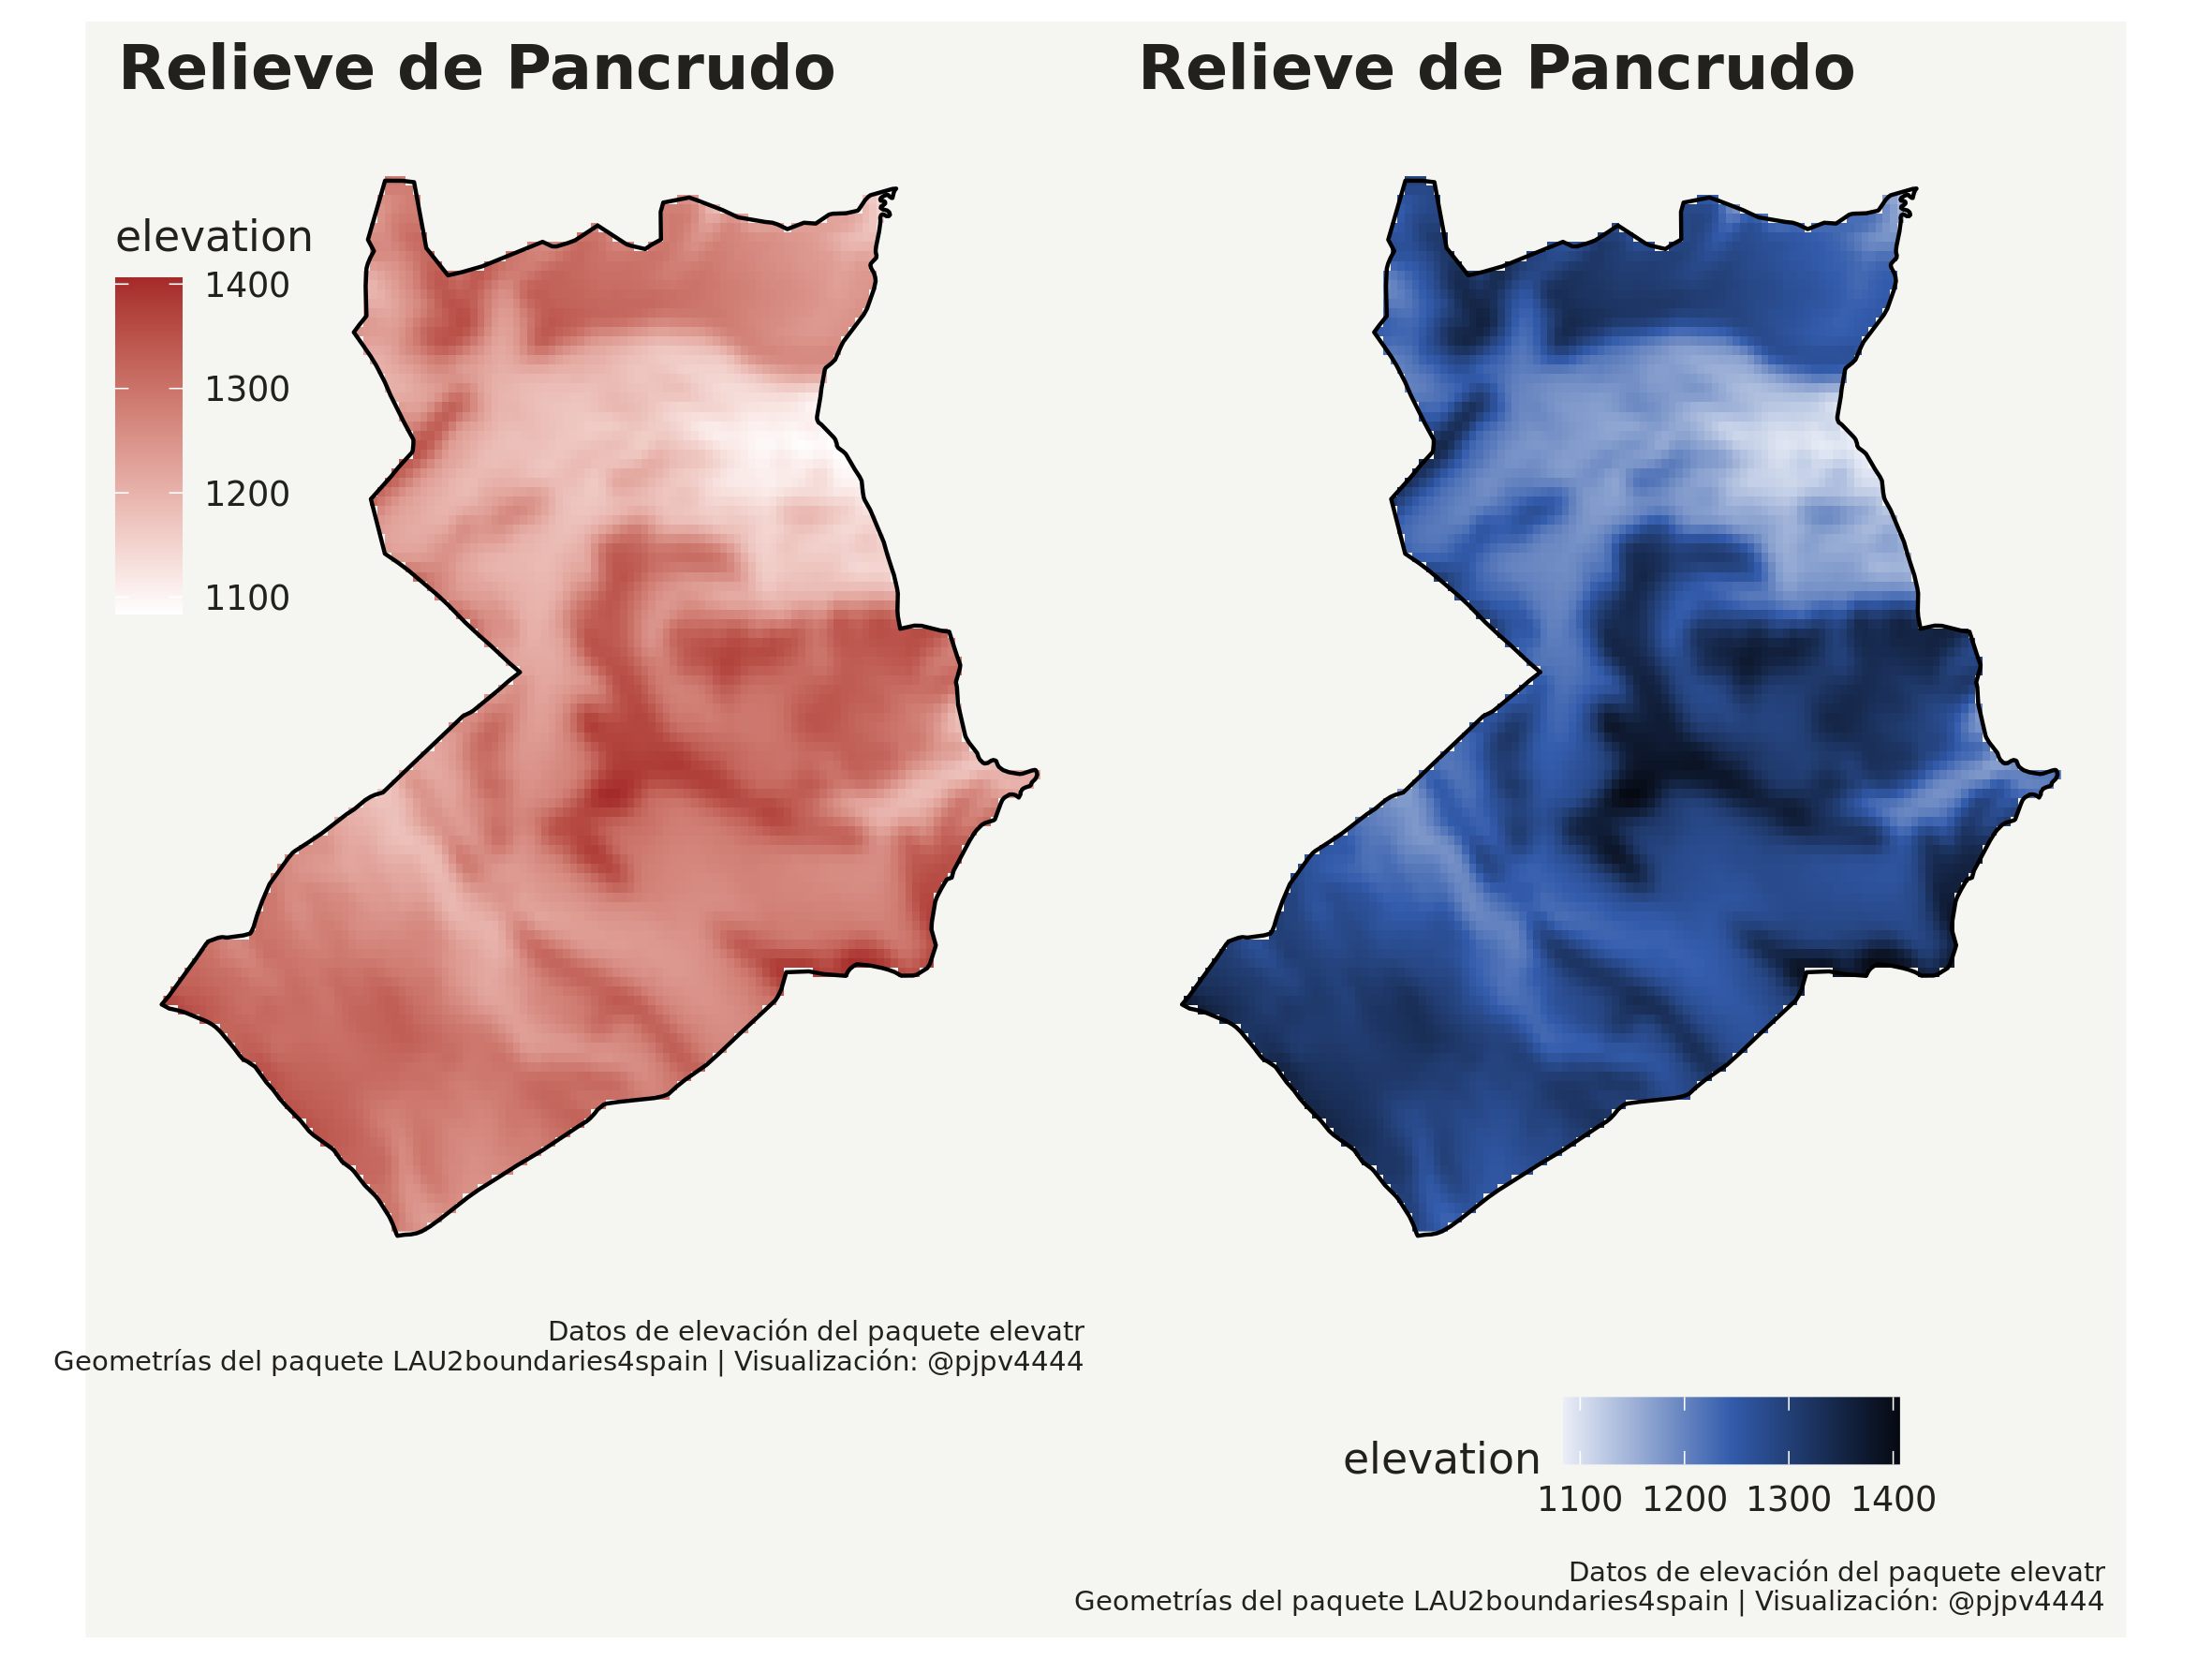 Relieve de Pancrudo
elevation
1400
1300
1200
1100
Datos de elevación del paquete elevatr
Geometrías del paquete LAU2boundaries4spain | Visualización: @pjpv4444
Relieve de Pancrudo
elevation
1100 1200 1300 1400
Datos de elevación del paquete elevatr
Geometrías del paquete LAU2boundaries4spain | Visualización: @pjpv4444